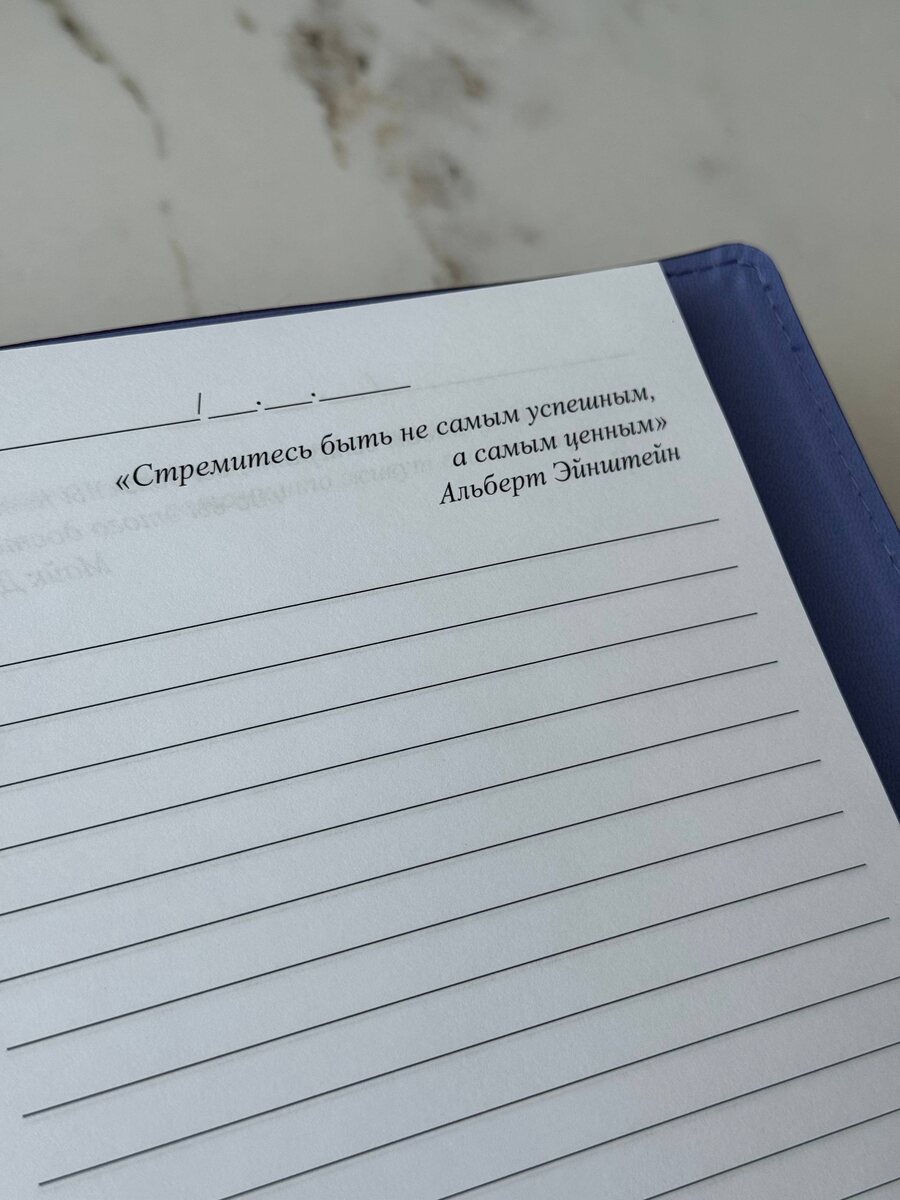 / . .
«Стремитесь быть не самым успешным,
а самым ценным»
Альберт Эйнштейн